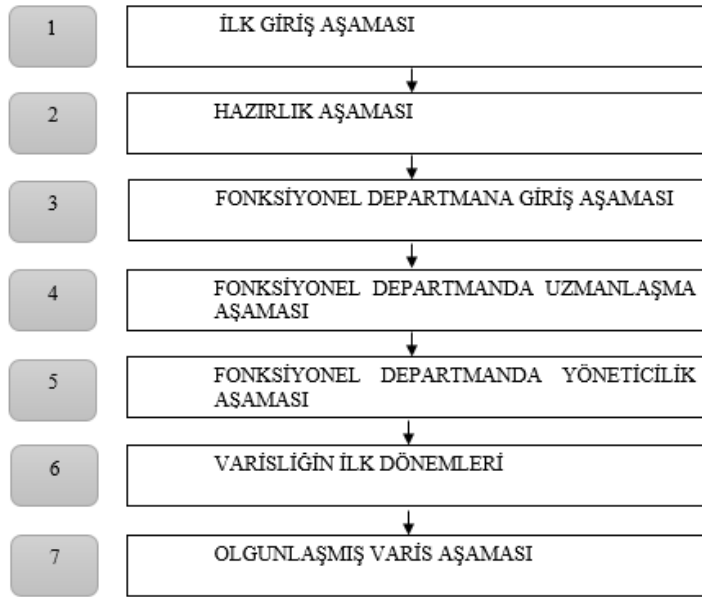 1
İLK GİRİŞ AŞAMASI
2
HAZIRLIK AŞAMASI
3
FONKSİYONEL DEPARTMANA GİRİŞ AŞAMASI
4
FONKSİYONEL DEPARTMANDA UZMANLAŞMA
AŞAMASI
5
FONKSİYONEL DEPARTMANDA YÖNETİCİLİK
AŞAMASI
6
VARİSLİĞİN İLK DÖNEMLERİ
7
OLGUNLAŞMIŞ VARİS AŞAMASI